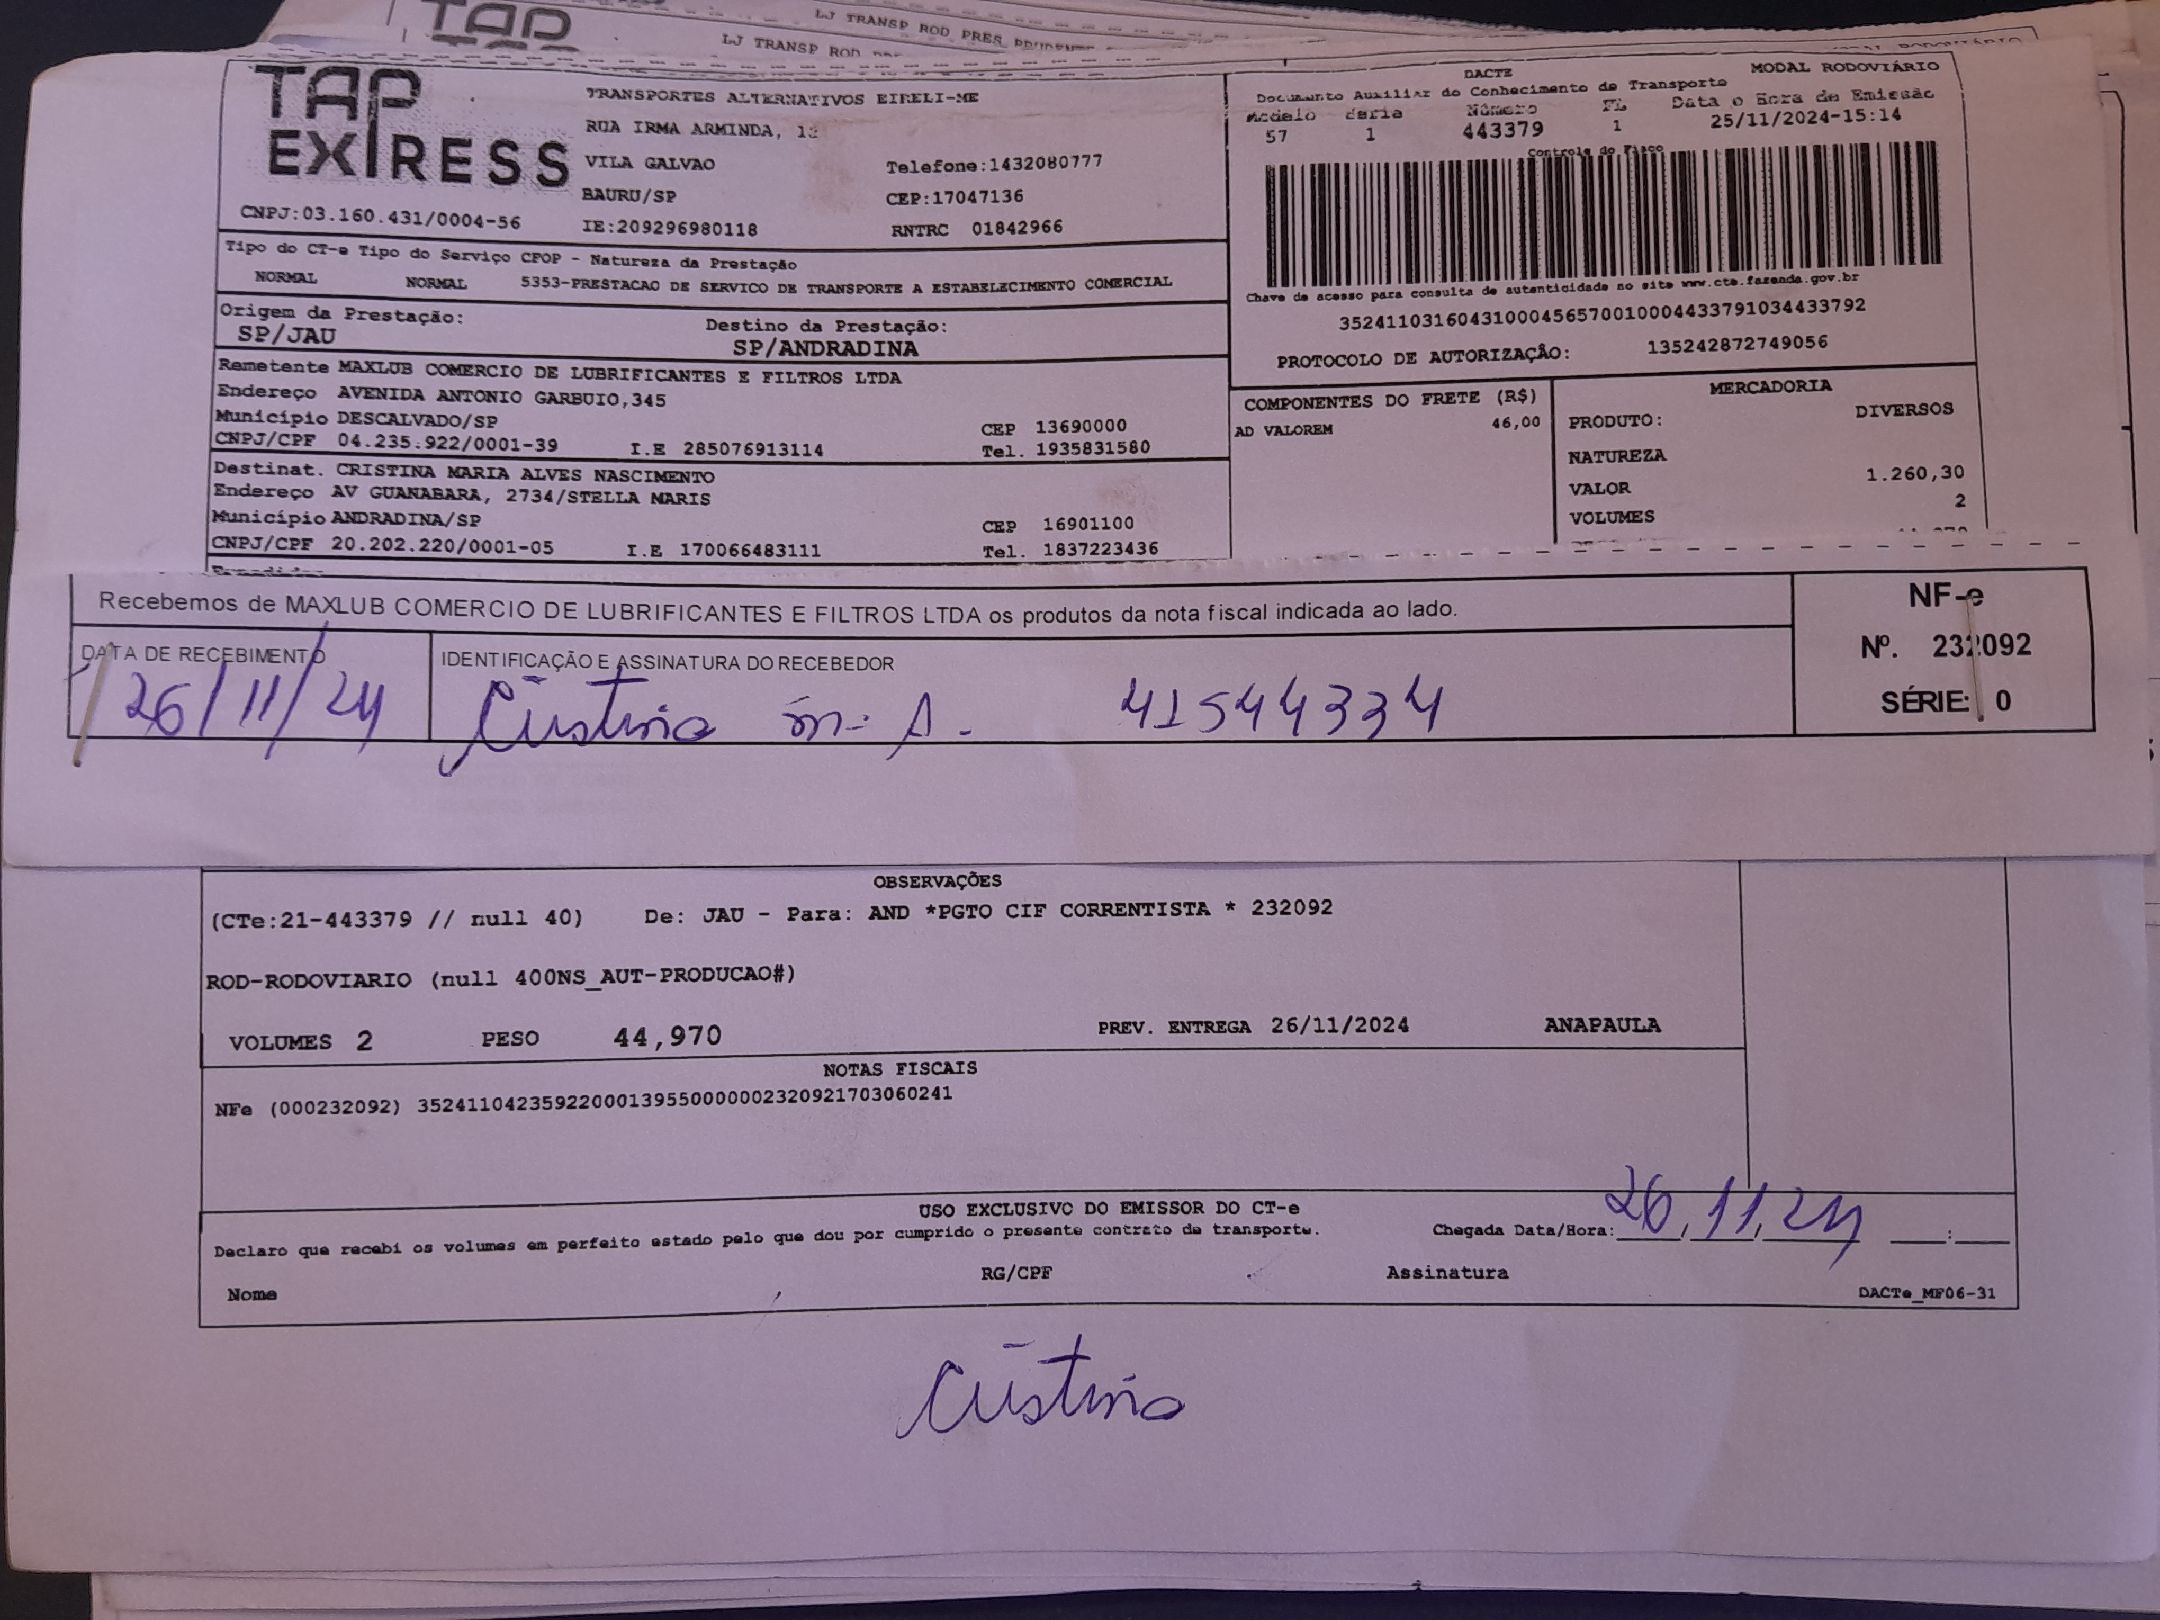 TAP
LJ TRANSP ROD PRES PRUDENTE
LJ TRANSP ROD
TAP
EXPRESS
CNPJ:03.160.431/0004-56
TRANSPORTES ALTERNATIVOS EIRELI-ME
RUA IRMA ARMINDA,
VILA GALVAO
Telefone:1432080777
BAURU/SP
CEP:17047136
IE:209296980118
RNTRC 01842966
DACTE
MODAL RODOVIÁRIO
Documento Auxiliar do Conhecimento de Transporte
Modelo Serie Número FL Data e Hora de Emissão
57 1 443379 1 25/11/2024-15:14
Controle do Fisco
Chave de acesso para consulta de autenticidade no site www.cte.fazenda.gov.br
35241103160431000456570010004433791034433792
PROTOCOLO DE AUTORIZAÇÃO: 135242872749056
Tipo do CT-e Tipo do Serviço CFOP - Natureza da Prestação
NORMAL NORMAL 5353-PRESTACAO DE SERVICO DE TRANSPORTE A ESTABELECIMENTO COMERCIAL
Origem da Prestação: Destino da Prestação:
SP/JAU SP/ANDRADINA
Remetente MAXLUB COMERCIO DE LUBRIFICANTES E FILTROS LTDA
Endereço AVENIDA ANTONIO GARBUIO,345
Município DESCALVADO/SP CEP 13690000
CNPJ/CPF 04.235.922/0001-39 I.E 285076913114 Tel. 1935831580
Destinat. CRISTINA MARIA ALVES NASCIMENTO
Endereço AV GUANABARA, 2734/STELLA MARIS
Município ANDRADINA/SP CEP 16901100
CNPJ/CPF 20.202.220/0001-05 I.E 170066483111 Tel. 1837223436
COMPONENTES DO FRETE (R$)
AD VALOREM 46,00
MERCADORIA
PRODUTO: DIVERSOS
NATUREZA
VALOR 1.260,30
VOLUMES 2
Recebemos de MAXLUB COMERCIO DE LUBRIFICANTES E FILTROS LTDA os produtos da nota fiscal indicada ao lado.
NF-e
Nº. 232092
SÉRIE: 0
DATA DE RECEBIMENTO
26/11/24
IDENTIFICAÇÃO E ASSINATURA DO RECEBEDOR
Cristina m. A. 41544334
OBSERVAÇÕES
(CTe:21-443379 // null 40) De: JAU - Para: AND *PGTO CIF CORRENTISTA * 232092
ROD-RODOVIARIO (null 400NS_AUT-PRODUCAO#)
VOLUMES 2 PESO 44,970 PREV. ENTREGA 26/11/2024 ANAPAULA
NOTAS FISCAIS
NFe (000232092) 35241104235922000139550000002320921703060241
USO EXCLUSIVO DO EMISSOR DO CT-e
Declaro que recebi os volumes em perfeito estado pelo que dou por cumprido o presente contrato de transporte.
Chegada Data/Hora: 26,11,24 :
Nome RG/CPF Assinatura
DACTe_MF06-31
Cristina